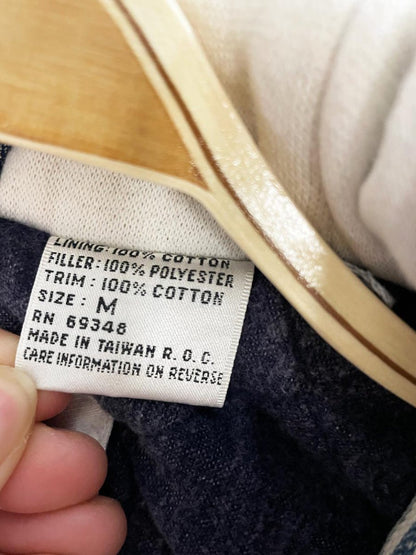 LINING: 100% COTTON
FILLER: 100% POLYESTER
TRIM: 100% COTTON
SIZE: M
RN 69348
MADE IN TAIWAN R.O.C.
CARE INFORMATION ON REVERSE